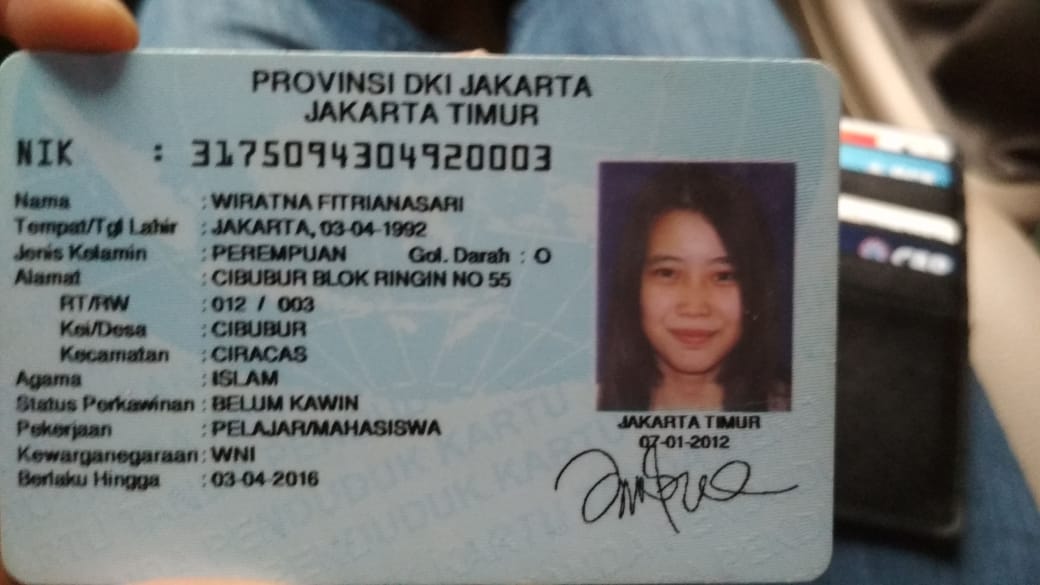 PROVINSI DKI JAKARTA
JAKARTA TIMUR
NIK : 3175094304920003
Nama : WIRATNA FITRIANASARI
Tempat/Tgl Lahir : JAKARTA, 03-04-1992
Jenis Kelamin : PEREMPUAN Gol. Darah : O
Alamat : CIBUBUR BLOK RINGIN NO 55
RT/RW : 012 / 003
Kel/Desa : CIBUBUR
Kecamatan : CIRACAS
Agama : ISLAM
Status Perkawinan : BELUM KAWIN
Pekerjaan : PELAJAR/MAHASISWA
Kewarganegaraan : WNI
Berlaku Hingga : 03-04-2016
JAKARTA TIMUR
07-01-2012